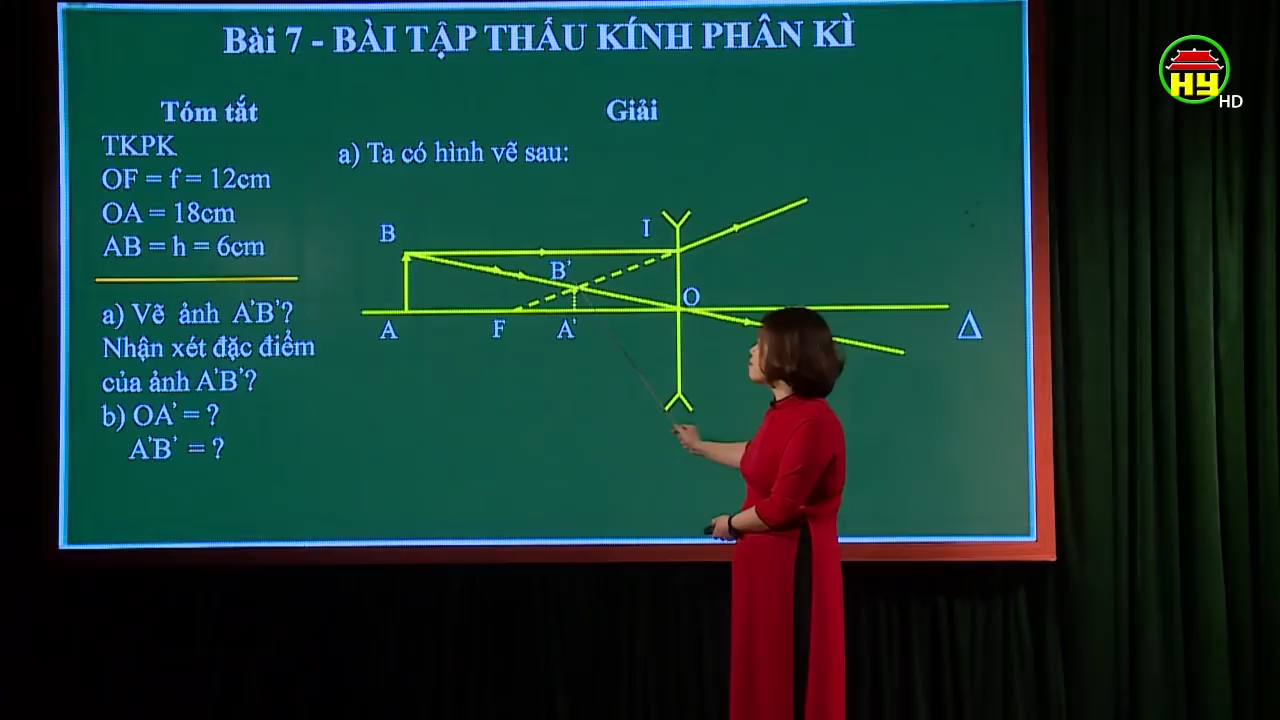 Bài 7 - BÀI TẬP THẤU KÍNH PHÂN KÌ
HY
HD
Tóm tắt
TKPK
OF = f = 12cm
OA = 18cm
AB = h = 6cm
a) Vẽ ảnh A'B'?
Nhận xét đặc điểm
của ảnh A'B'?
b) OA' = ?
A'B' = ?
Giải
a) Ta có hình vẽ sau:
B
I
B'
O
A
F
A'
Δ